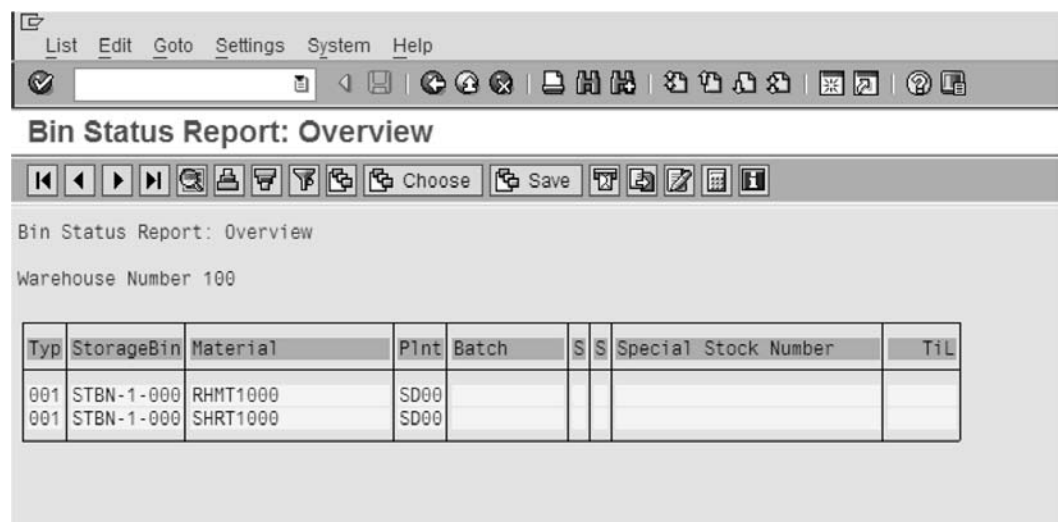 List Edit Goto Settings System Help
Bin Status Report: Overview
Choose Save
Bin Status Report: Overview
Warehouse Number 100
Typ StorageBin Material Plnt Batch S S Special Stock Number TiL
001 STBN-1-000 RHMT1000 SD00
001 STBN-1-000 SHRT1000 SD00